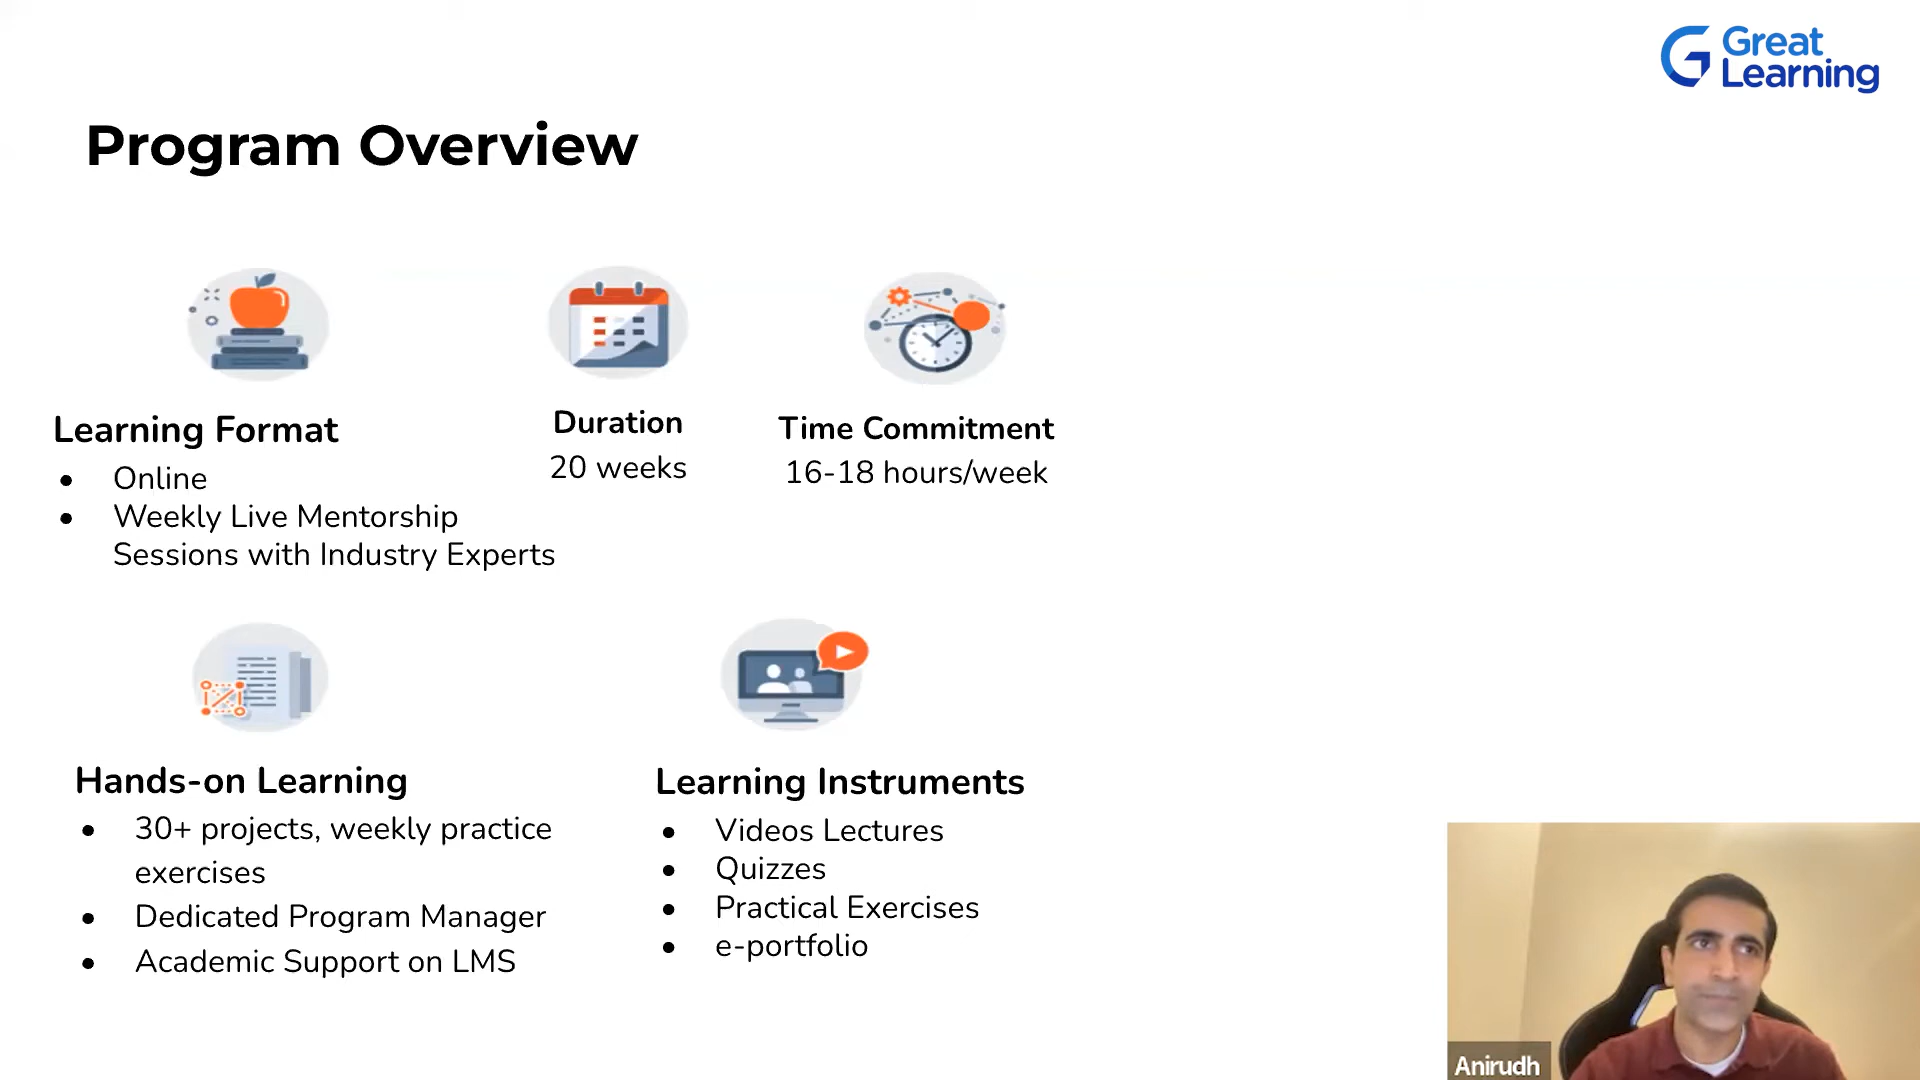 Great
Learning
Program Overview
Learning Format
Online
Weekly Live Mentorship
Sessions with Industry Experts
Duration
20 weeks
Time Commitment
16-18 hours/week
Hands-on Learning
30+ projects, weekly practice
exercises
Dedicated Program Manager
Academic Support on LMS
Learning Instruments
Videos Lectures
Quizzes
Practical Exercises
e-portfolio
Anirudh